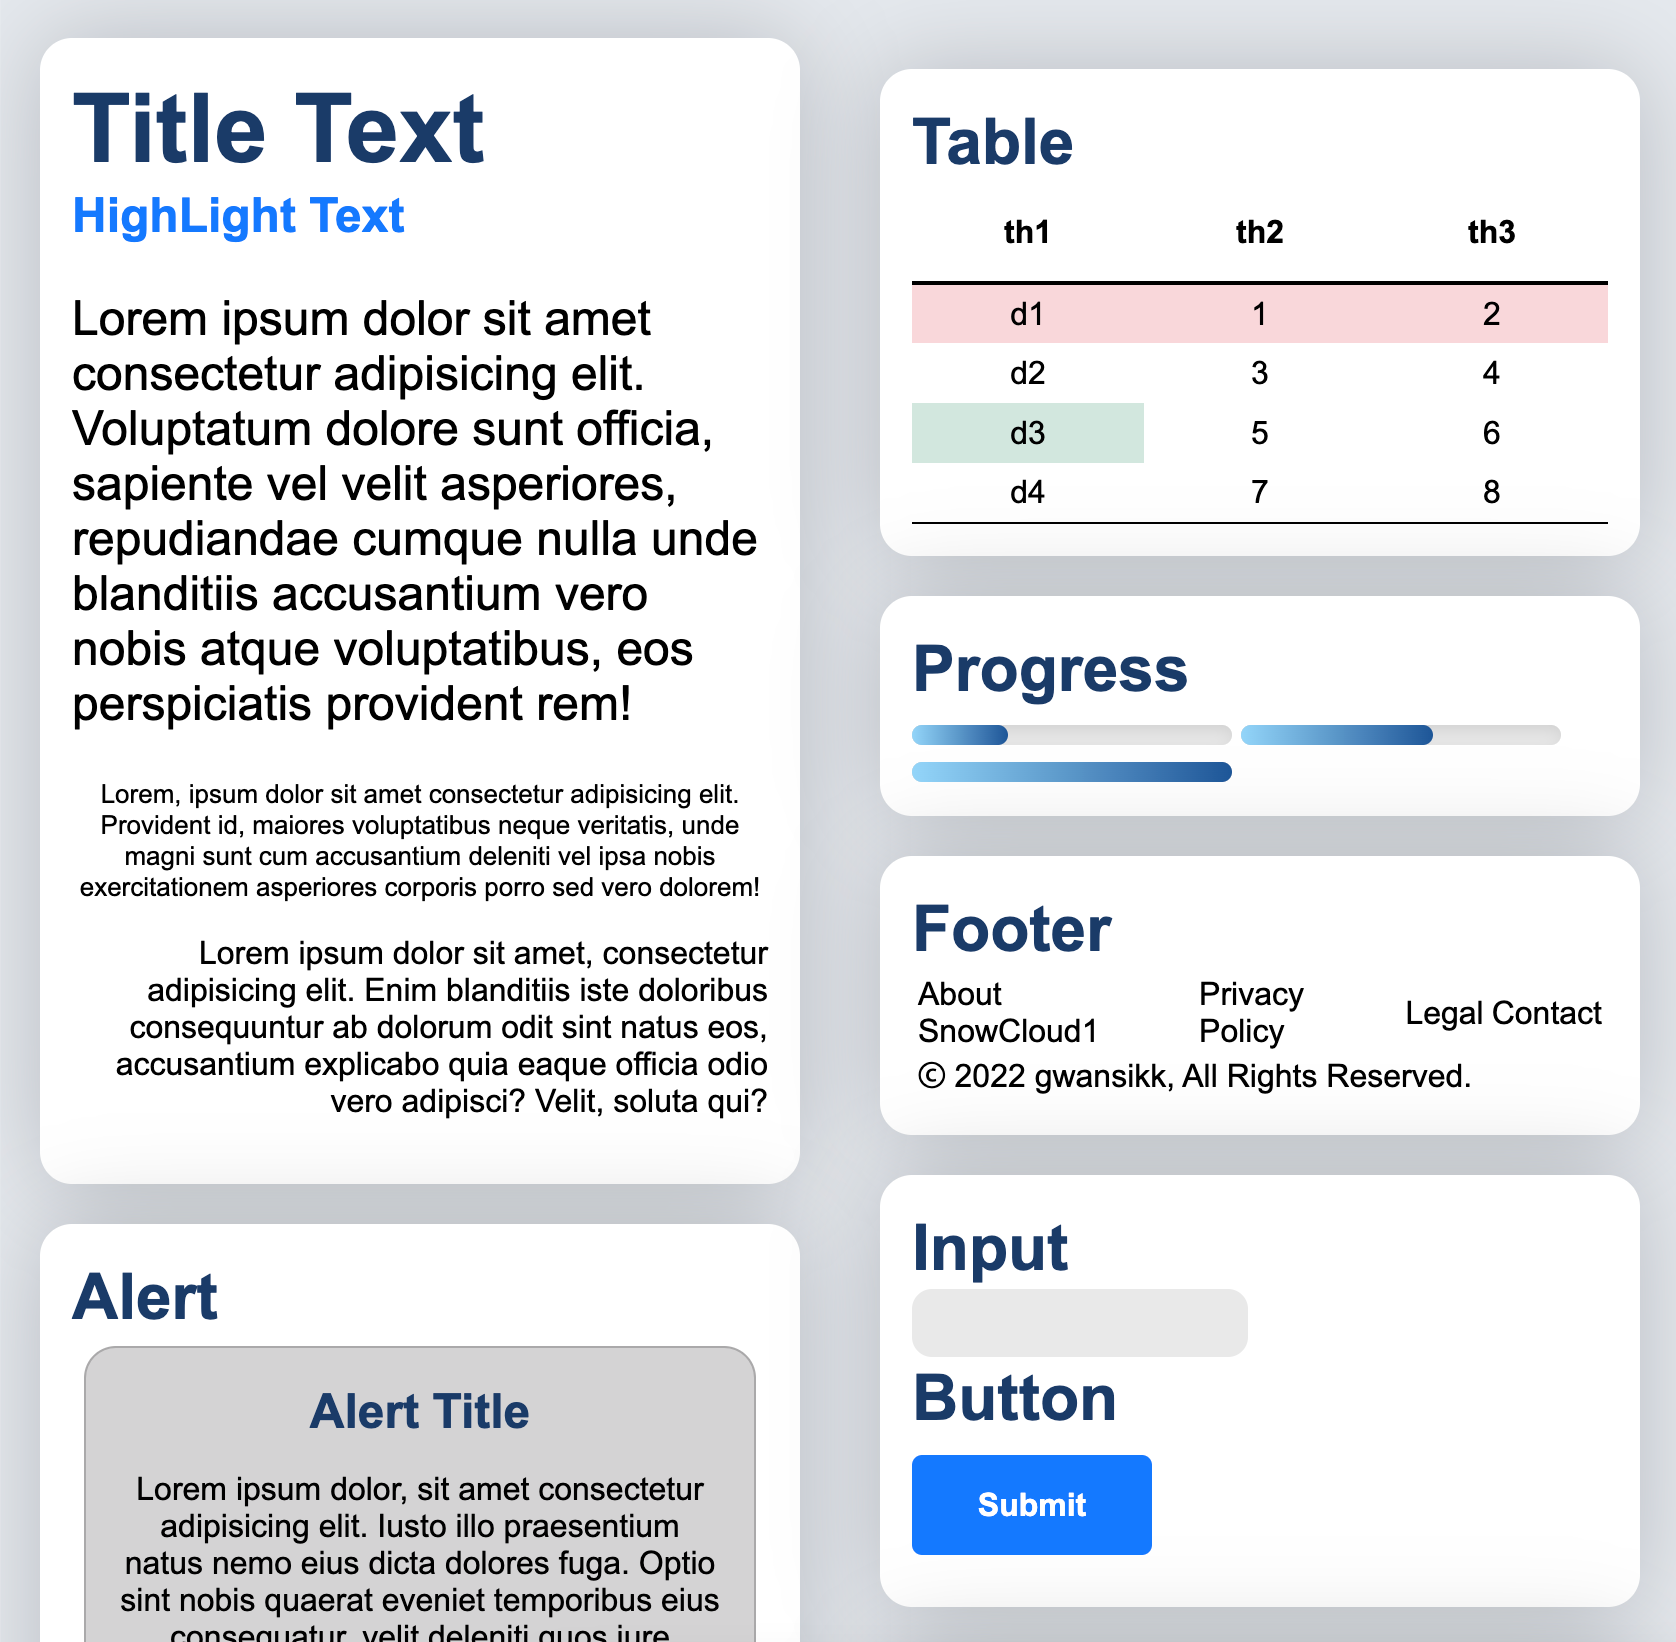 Title Text
HighLight Text
Lorem ipsum dolor sit amet
consectetur adipisicing elit.
Voluptatum dolore sunt officia,
sapiente vel velit asperiores,
repudiandae cumque nulla unde
blanditiis accusantium vero
nobis atque voluptatibus, eos
perspiciatis provident rem!
Lorem, ipsum dolor sit amet consectetur adipisicing elit.
Provident id, maiores voluptatibus neque veritatis, unde
magni sunt cum accusantium deleniti vel ipsa nobis
exercitationem asperiores corporis porro sed vero dolorem!
Lorem ipsum dolor sit amet, consectetur
adipisicing elit. Enim blanditiis iste doloribus
consequuntur ab dolorum odit sint natus eos,
accusantium explicabo quia eaque officia odio
vero adipisci? Velit, soluta qui?
Alert
Alert Title
Lorem ipsum dolor, sit amet consectetur
adipisicing elit. Iusto illo praesentium
natus nemo eius dicta dolores fuga. Optio
sint nobis quaerat eveniet temporibus eius
consequatur, velit deleniti quos iure
Table
th1 th2 th3
d1 1 2
d2 3 4
d3 5 6
d4 7 8
Progress
Footer
About SnowCloud1
Privacy Policy
Legal Contact
© 2022 gwansikk, All Rights Reserved.
Input
Button
Submit